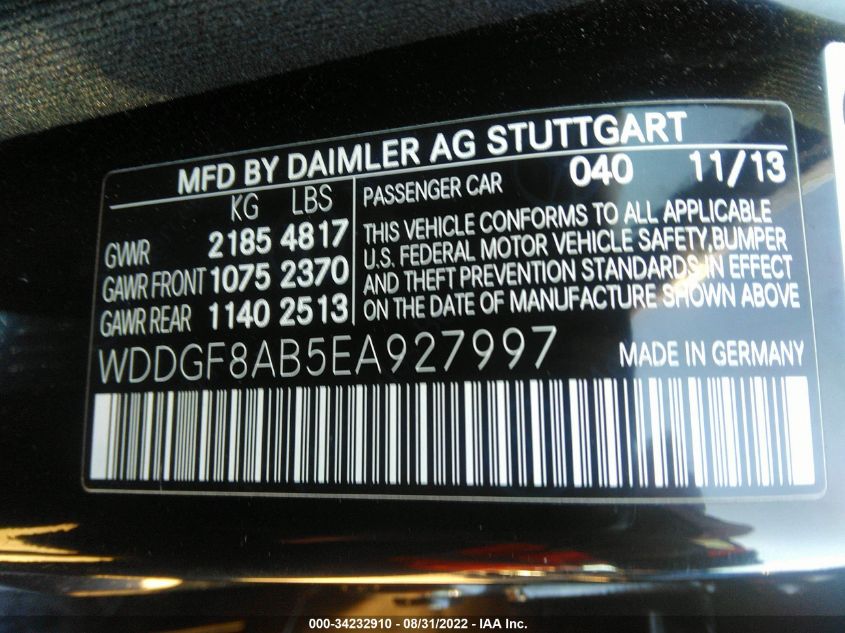 MFD BY DAIMLER AG STUTTGART
KG LBS
GVWR 2185 4817
GAWR FRONT 1075 2370
GAWR REAR 1140 2513
PASSENGER CAR 040 11/13
THIS VEHICLE CONFORMS TO ALL APPLICABLE
U.S. FEDERAL MOTOR VEHICLE SAFETY,BUMPER
AND THEFT PREVENTION STANDARDS IN EFFECT
ON THE DATE OF MANUFACTURE SHOWN ABOVE
WDDGF8AB5EA927997 MADE IN GERMANY
000-34232910 - 08/31/2022 - IAA Inc.